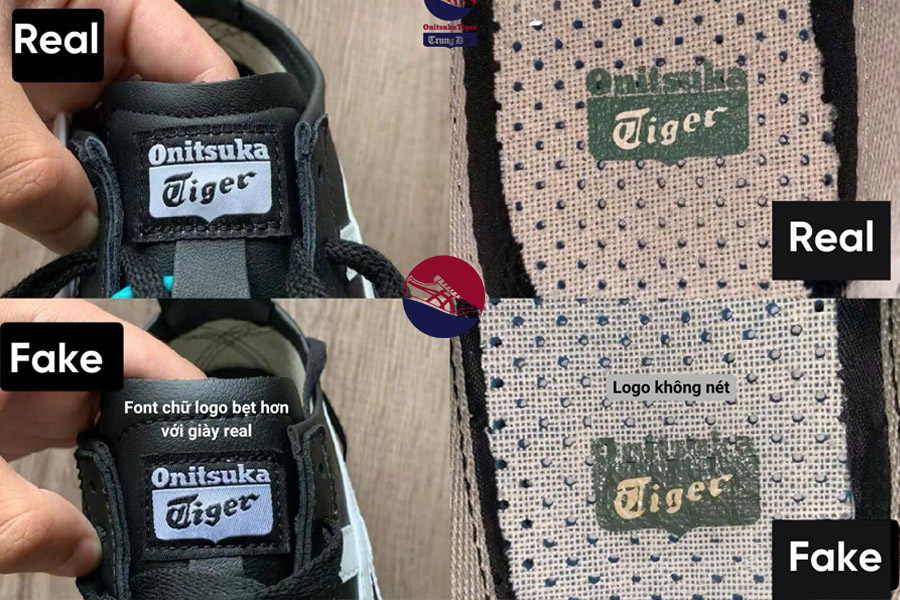 Real
Onitsuka
Tiger
OnitsukaTiger
Onitsuka
Tiger
Real
Fake
Font chữ logo bẹt hơn
với giày real
Onitsuka
Tiger
Logo không nét
Onitsuka
Tiger
Fake